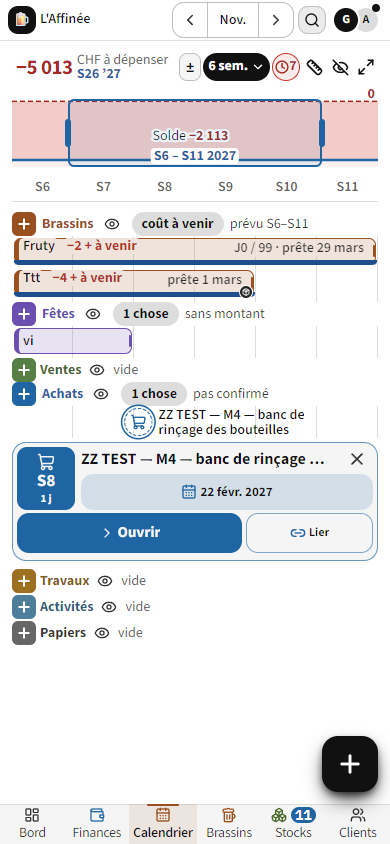 L'Affinée
Nov.
G
A
−5 013
CHF à dépenser
S26 ’27
±
6 sem.
7
0
Solde −2 113
S6 – S11 2027
S6 S7 S8 S9 S10 S11
Brassins coût à venir prévu S6–S11
Fruty −2 + à venir J0 / 99 · prête 29 mars
Ttt −4 + à venir prête 1 mars
Fêtes 1 chose sans montant
vi
Ventes vide
Achats 1 chose pas confirmé
ZZ TEST — M4 — banc de
rinçage des bouteilles
S8
1 j
ZZ TEST — M4 — banc de rinçage …
22 févr. 2027
Ouvrir
Lier
Travaux vide
Activités vide
Papiers vide
Bord
Finances
Calendrier
Brassins
11
Stocks
Clients